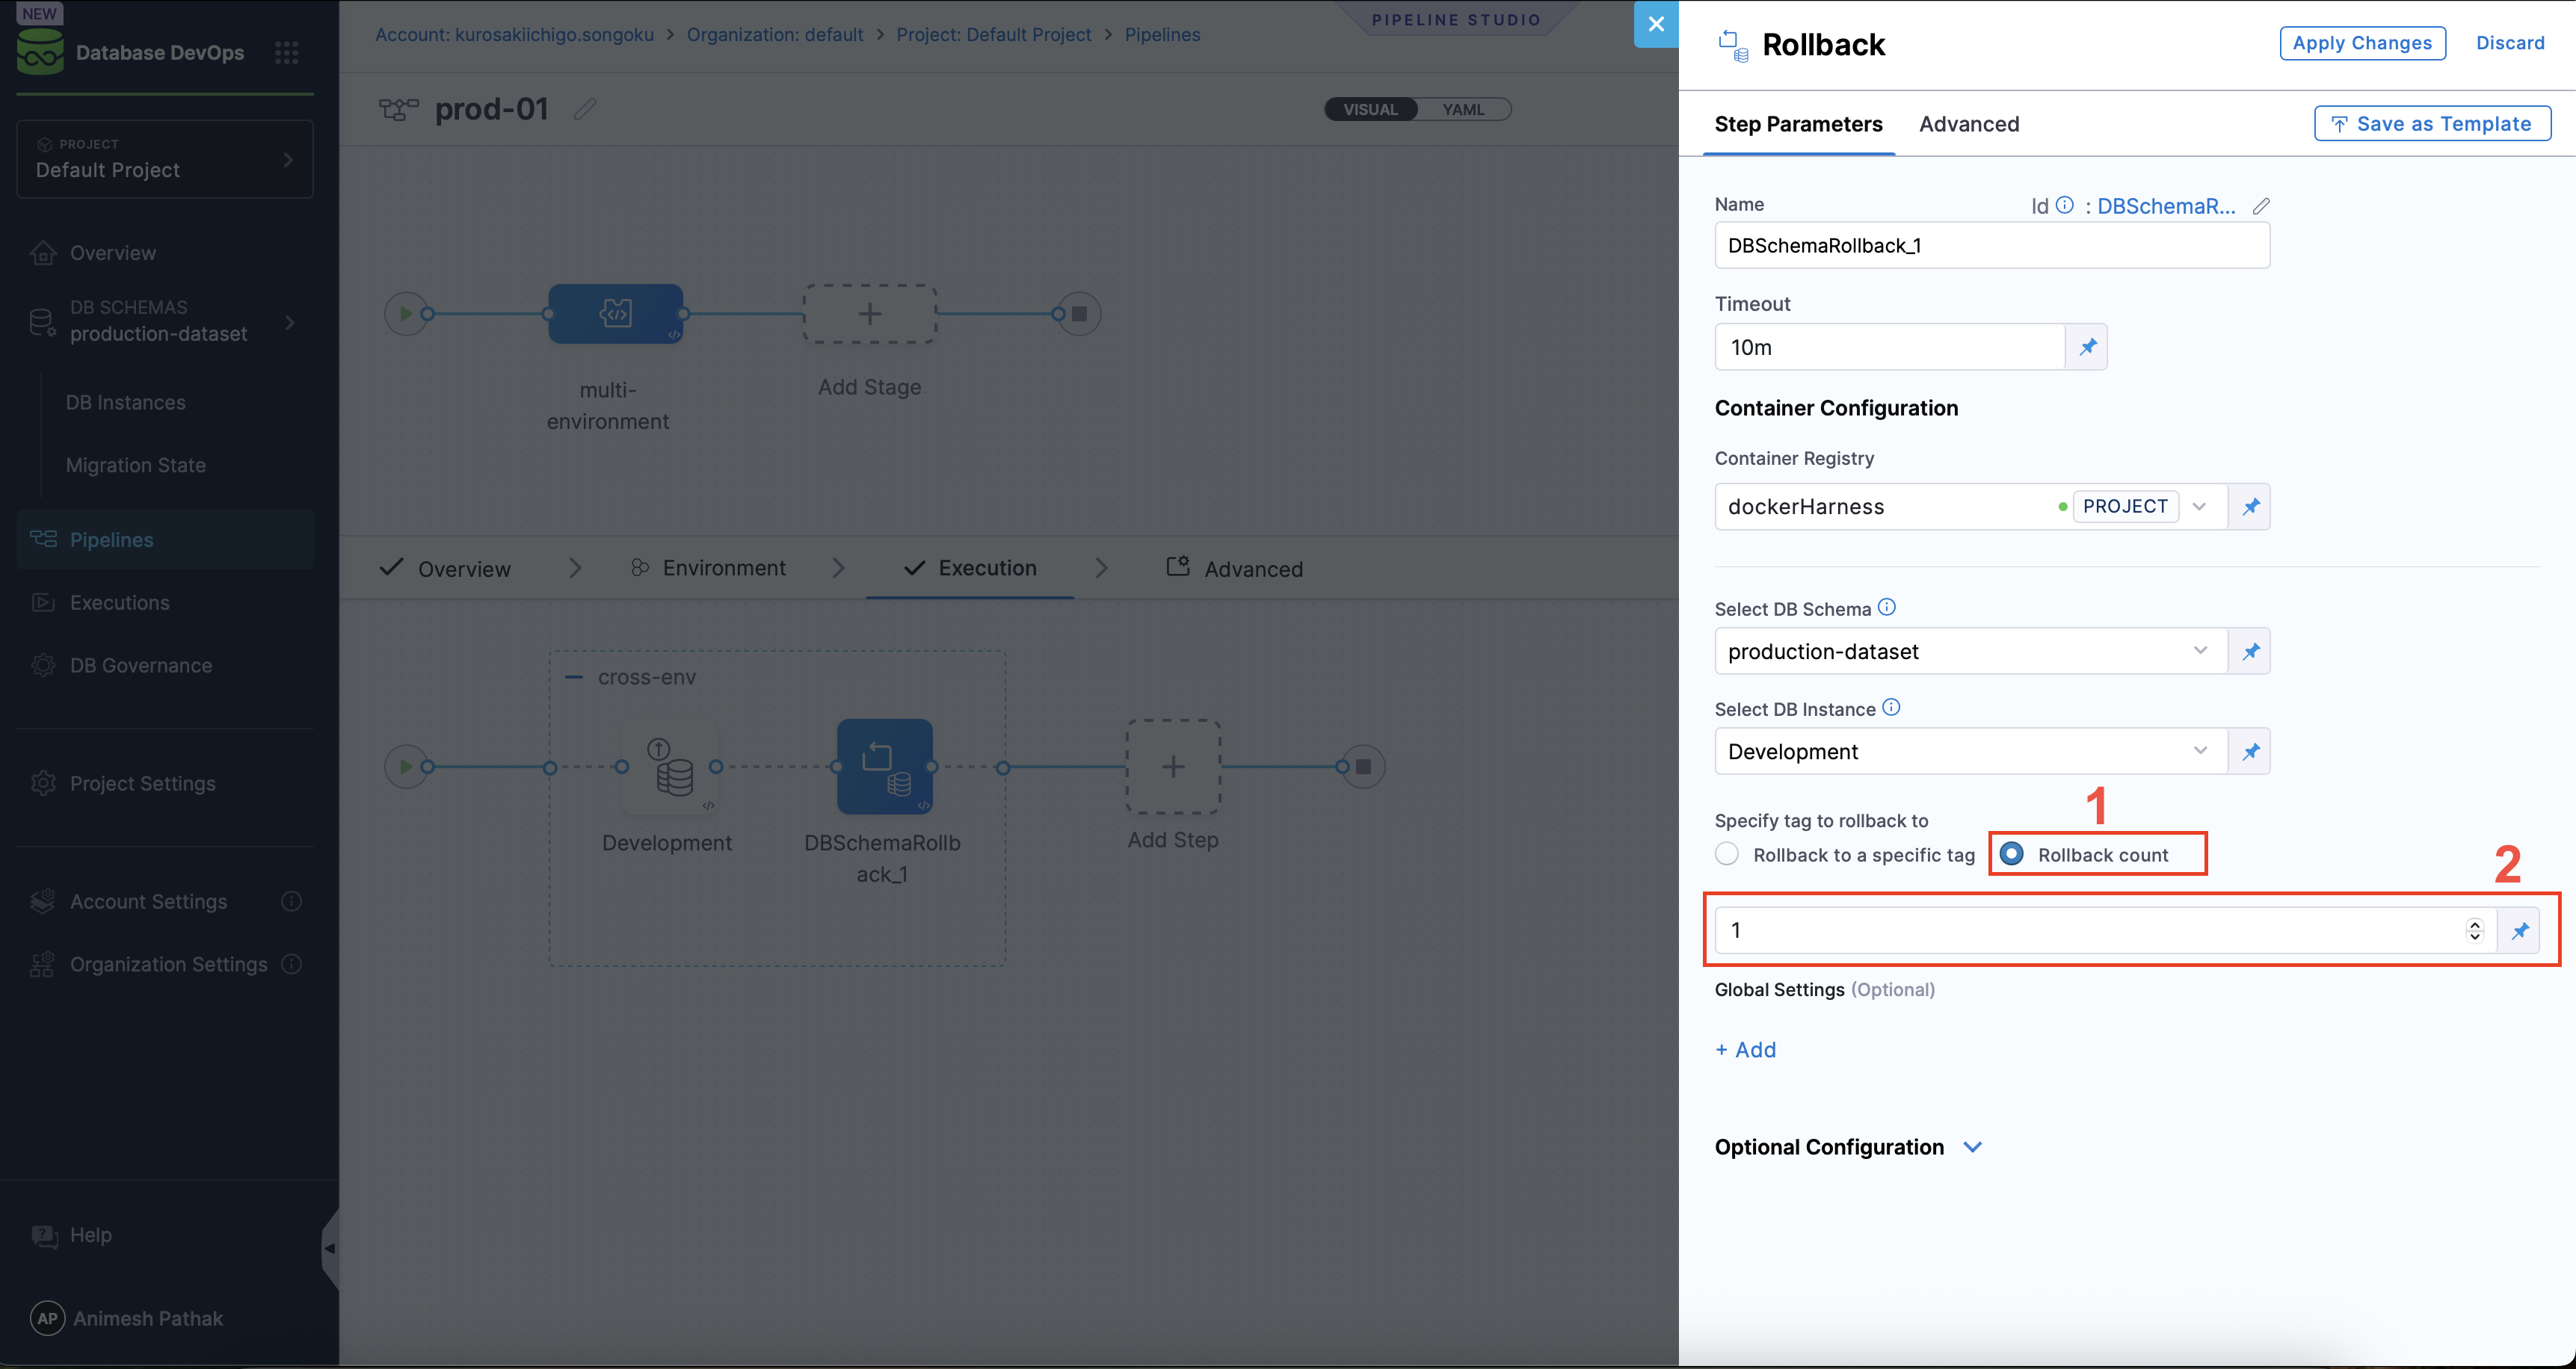 NEW
Database DevOps
PROJECT
Default Project
Overview
DB SCHEMAS
production-dataset
DB Instances
Migration State
Pipelines
Executions
DB Governance
Project Settings
Account Settings
Organization Settings
Help
AP Animesh Pathak
Account: kurosakiichigo.songoku > Organization: default > Project: Default Project > Pipelines
PIPELINE STUDIO
prod-01
VISUAL YAML
multi-
environment
Add Stage
Overview Environment Execution Advanced
cross-env
Development
DBSchemaRollb
ack_1
Add Step
Rollback
Apply Changes Discard
Step Parameters Advanced
Save as Template
Name Id : DBSchemaR...
DBSchemaRollback_1
Timeout
10m
Container Configuration
Container Registry
dockerHarness PROJECT
Select DB Schema
production-dataset
Select DB Instance
Development
1
Specify tag to rollback to
Rollback to a specific tag Rollback count
2
1
Global Settings (Optional)
+ Add
Optional Configuration